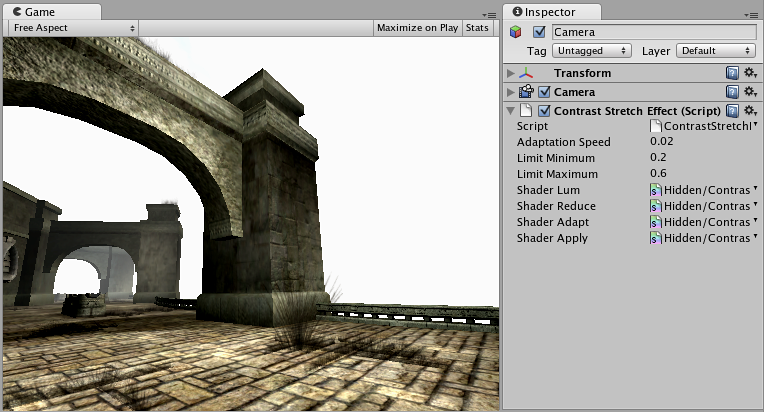 Game
Free Aspect
Maximize on Play
Stats
Inspector
Camera
Tag Untagged Layer Default
Transform
Camera
Contrast Stretch Effect (Script)
Script ContrastStretchI
Adaptation Speed 0.02
Limit Minimum 0.2
Limit Maximum 0.6
Shader Lum Hidden/Contras
Shader Reduce Hidden/Contras
Shader Adapt Hidden/Contras
Shader Apply Hidden/Contras